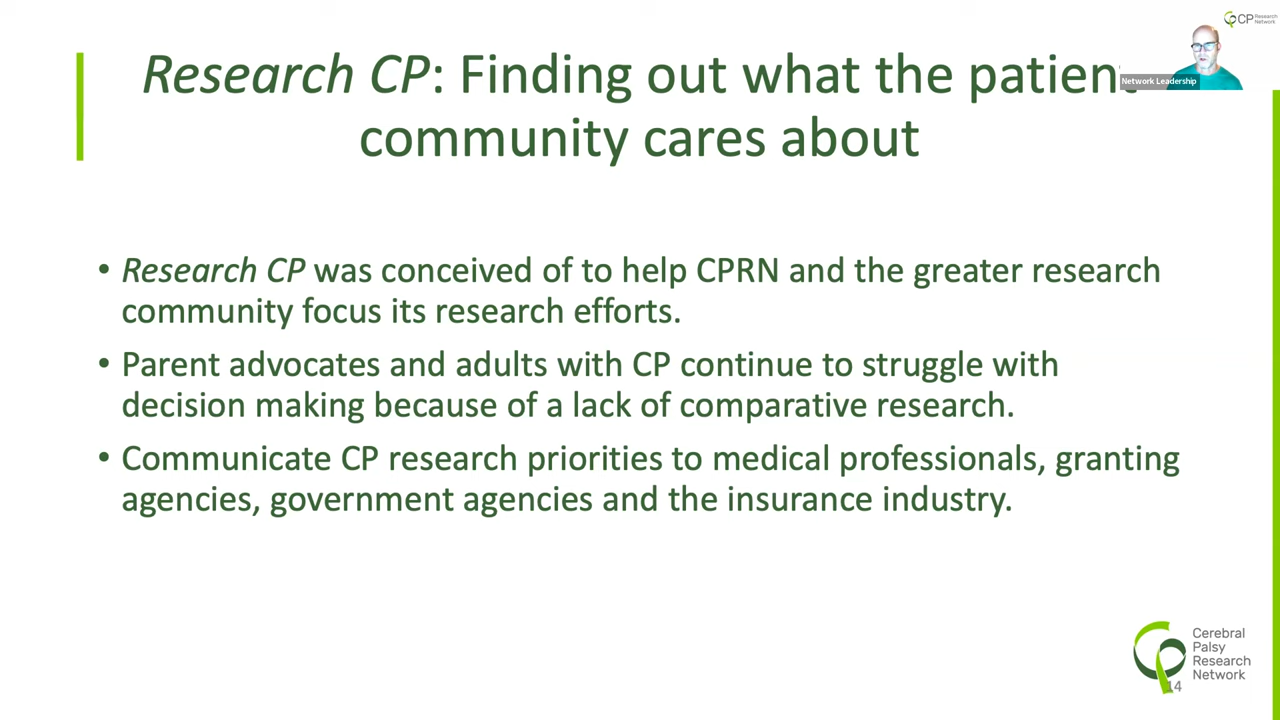 CP Research
Network
Research CP: Finding out what the patient
community cares about
Network Leadership
• Research CP was conceived of to help CPRN and the greater research
community focus its research efforts.
• Parent advocates and adults with CP continue to struggle with
decision making because of a lack of comparative research.
• Communicate CP research priorities to medical professionals, granting
agencies, government agencies and the insurance industry.
Cerebral
Palsy
Research
Network
14